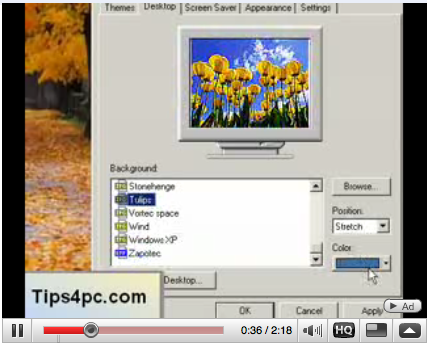 Themes Desktop Screen Saver Appearance Settings
Background:
Stonehenge
Tulips
Vortec space
Wind
Windows XP
Zapotec
Browse...
Position:
Stretch
Color:
Desktop...
Tips4pc.com
OK Cancel Apply
Ad
0:36 / 2:18 HQ